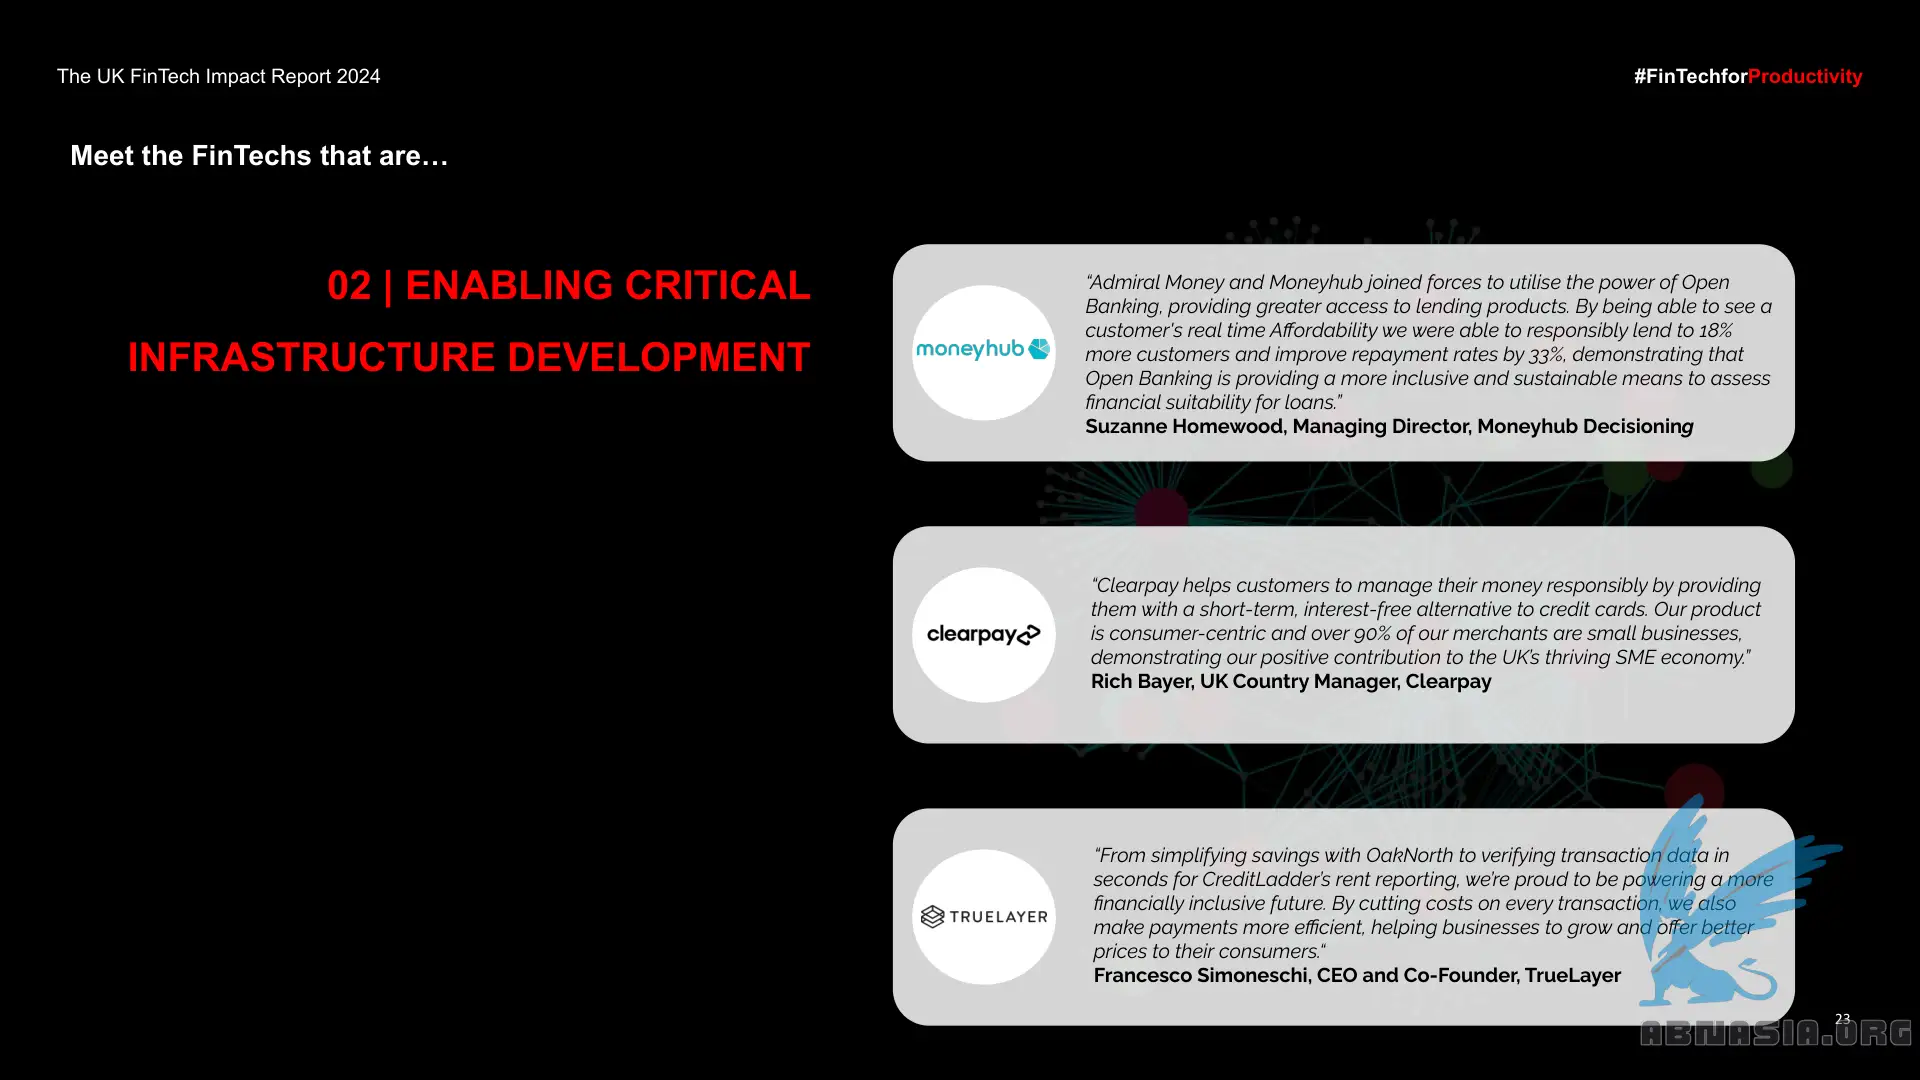 The UK FinTech Impact Report 2024
#FinTechforProductivity
Meet the FinTechs that are…
02 | ENABLING CRITICAL
INFRASTRUCTURE DEVELOPMENT
moneyhub
“Admiral Money and Moneyhub joined forces to utilise the power of Open
Banking, providing greater access to lending products. By being able to see a
customer's real time Affordability we were able to responsibly lend to 18%
more customers and improve repayment rates by 33%, demonstrating that
Open Banking is providing a more inclusive and sustainable means to assess
financial suitability for loans.”
Suzanne Homewood, Managing Director, Moneyhub Decisioning
clearpay
“Clearpay helps customers to manage their money responsibly by providing
them with a short-term, interest-free alternative to credit cards. Our product
is consumer-centric and over 90% of our merchants are small businesses,
demonstrating our positive contribution to the UK’s thriving SME economy.”
Rich Bayer, UK Country Manager, Clearpay
TRUELAYER
“From simplifying savings with OakNorth to verifying transaction data in
seconds for CreditLadder’s rent reporting, we’re proud to be powering a more
financially inclusive future. By cutting costs on every transaction, we also
make payments more efficient, helping businesses to grow and offer better
prices to their consumers.“
Francesco Simoneschi, CEO and Co-Founder, TrueLayer
23
ABNASIA.ORG